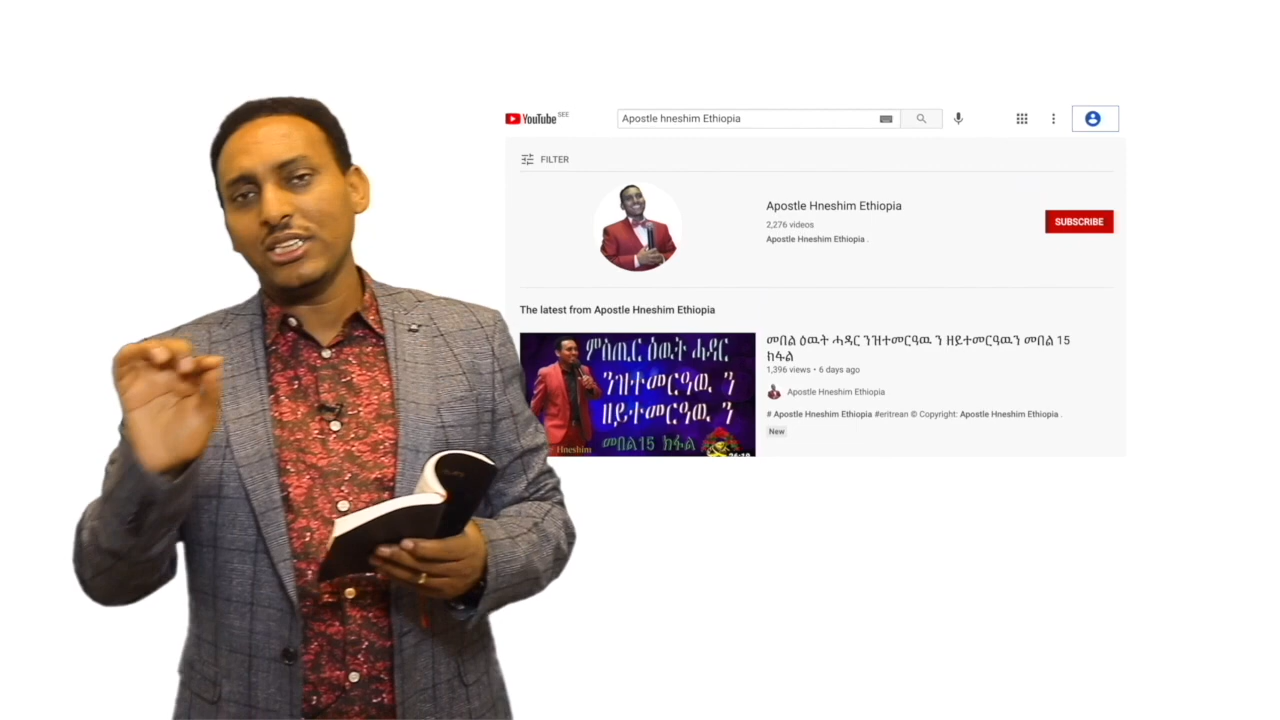 YouTube SEE
Apostle hneshim Ethiopia
FILTER
Apostle Hneshim Ethiopia
2,276 videos
Apostle Hneshim Ethiopia .
SUBSCRIBE
The latest from Apostle Hneshim Ethiopia
ምስጢር ዕዉት ሓዳር
ንዝተመርዓዉ ን
ዘይተመርዓዉ ን
መበል15 ክፋል
Hneshim
መበል ዕዉት ሓዳር ንዝተመርዓዉ ን ዘይተመርዓዉን መበል 15
ክፋል
1,396 views • 6 days ago
Apostle Hneshim Ethiopia
# Apostle Hneshim Ethiopia #eritrean © Copyright: Apostle Hneshim Ethiopia .
New